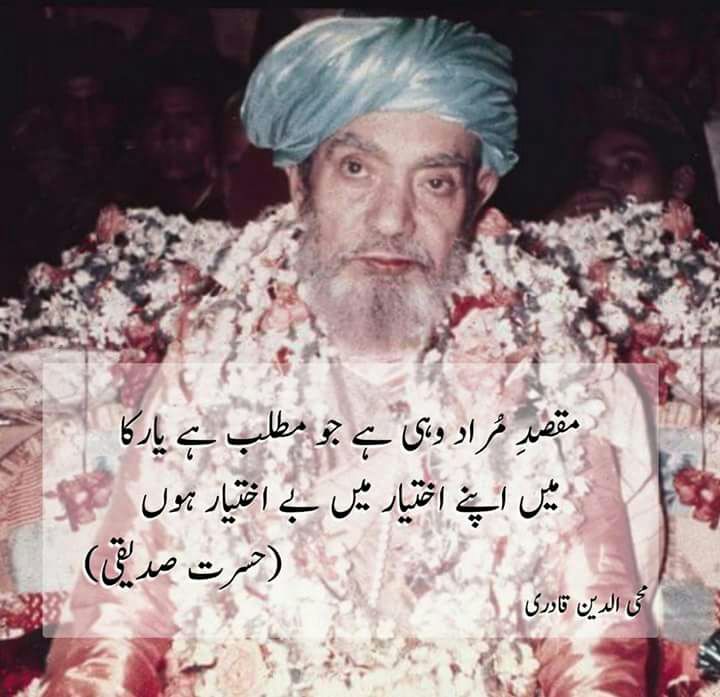 مقصدِ مُراد وہی ہے جو مطلب ہے یار کا
میں اپنے اختیار میں بے اختیار ہوں
(حسرت صدیقی)
محی الدین قادری